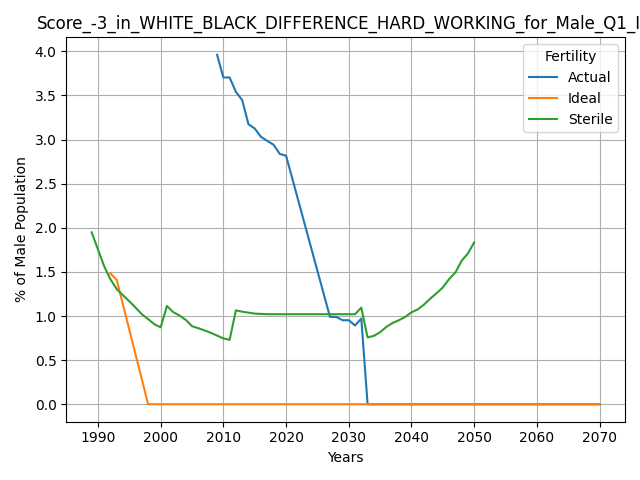 Score_-3_in_WHITE_BLACK_DIFFERENCE_HARD_WORKING_for_Male_Q1_I
Fertility
Actual
Ideal
Sterile
% of Male Population
4.0
3.5
3.0
2.5
2.0
1.5
1.0
0.5
0.0
1990 2000 2010 2020 2030 2040 2050 2060 2070
Years